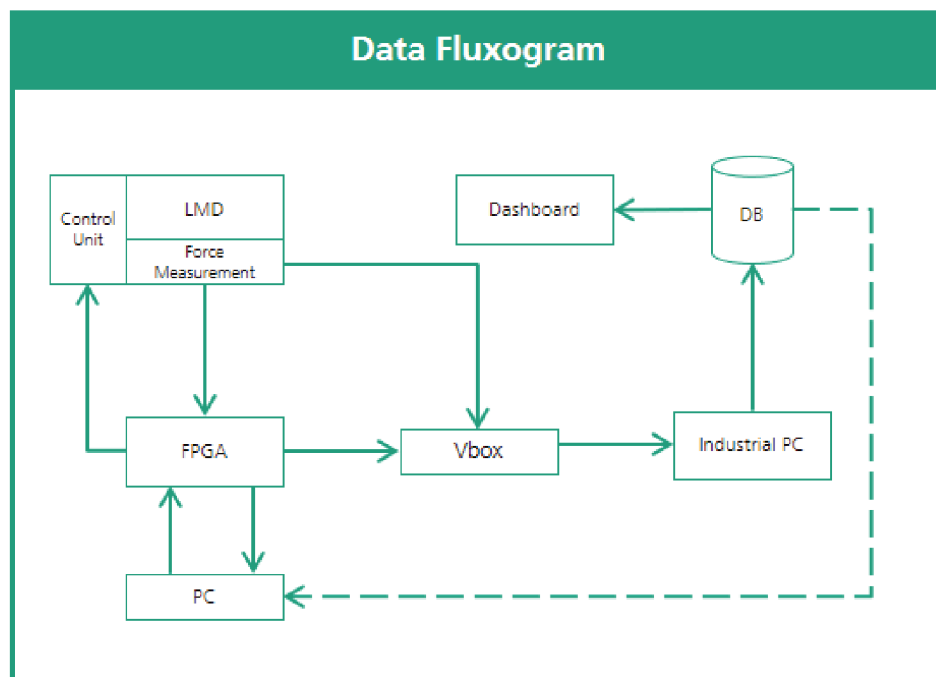 Data Fluxogram
Control
Unit
LMD
Force
Measurement
Dashboard
DB
FPGA
Vbox
Industrial PC
PC